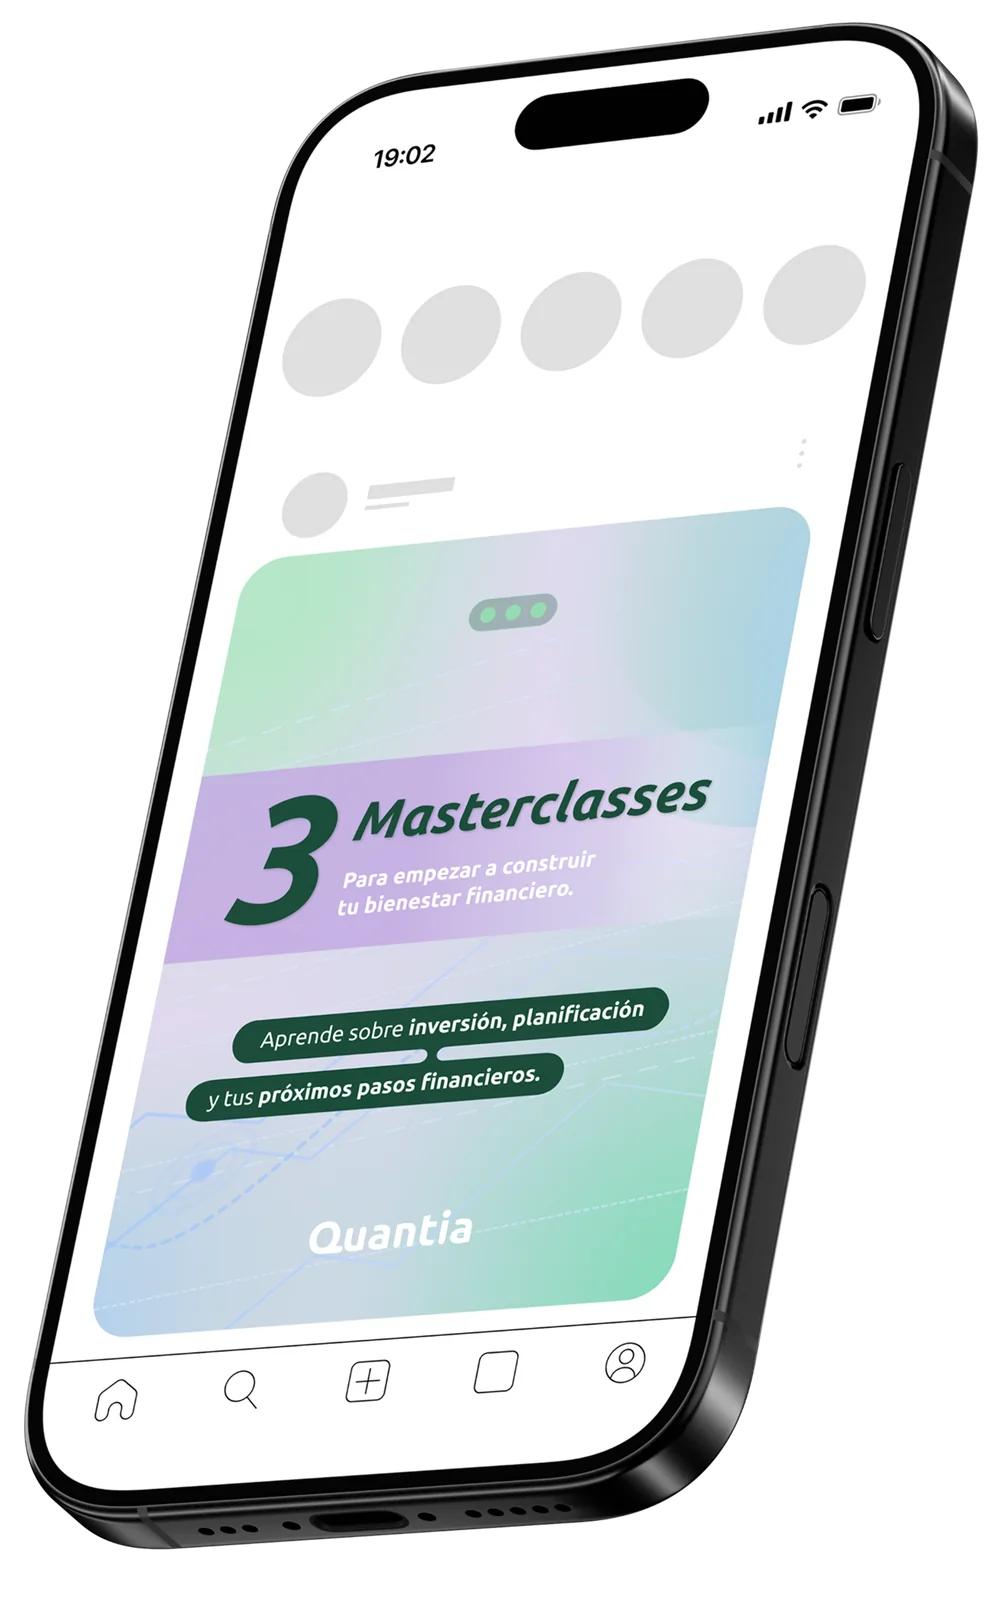 19:02
3 Masterclasses
Para empezar a construir
tu bienestar financiero.
Aprende sobre inversión, planificación
y tus próximos pasos financieros.
Quantia